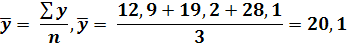 y̅ = ∑ y / n, y̅ = (12,9 + 19,2 + 28,1) / 3 = 20,1